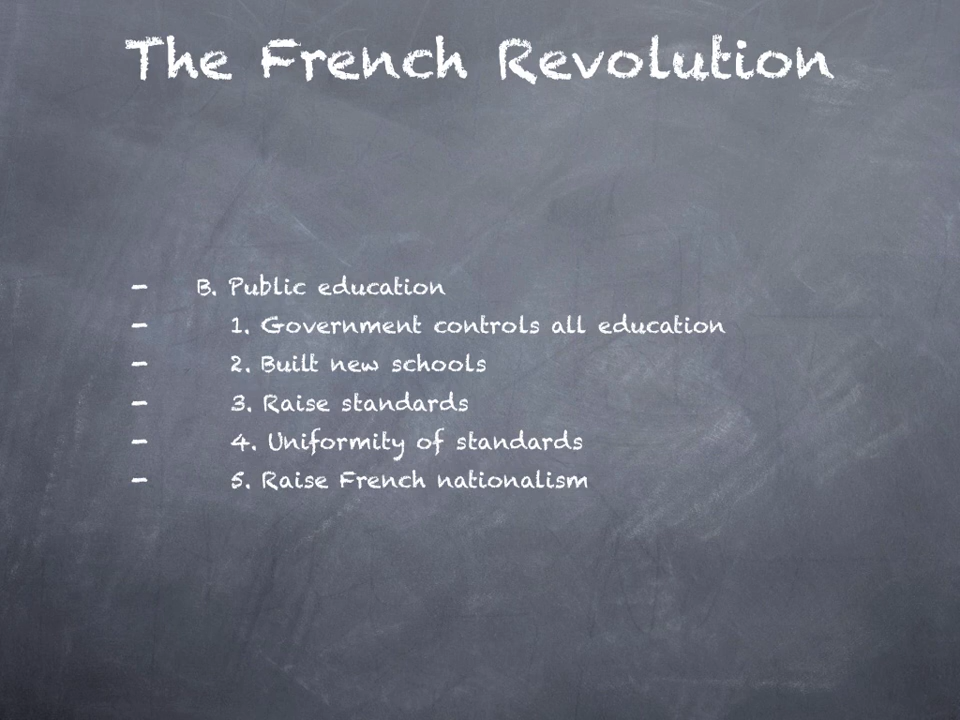 The French Revolution
- B. Public education
- 1. Government controls all education
- 2. Built new schools
- 3. Raise standards
- 4. Uniformity of standards
- 5. Raise French nationalism